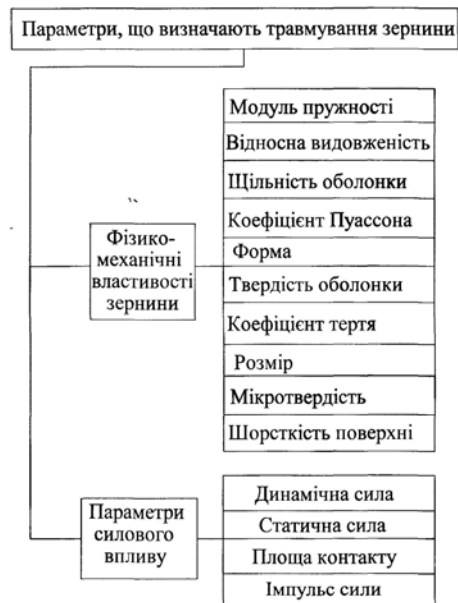 Параметри, що визначають травмування зернини
Модуль пружності
Відносна видовженість
Щільність оболонки
Коефіцієнт Пуассона
Форма
Твердість оболонки
Коефіцієнт тертя
Розмір
Мікротвердість
Шорсткість поверхні
Фізико-
механічні
властивості
зернини
Динамічна сила
Статична сила
Площа контакту
Імпульс сили
Параметри
силового
впливу